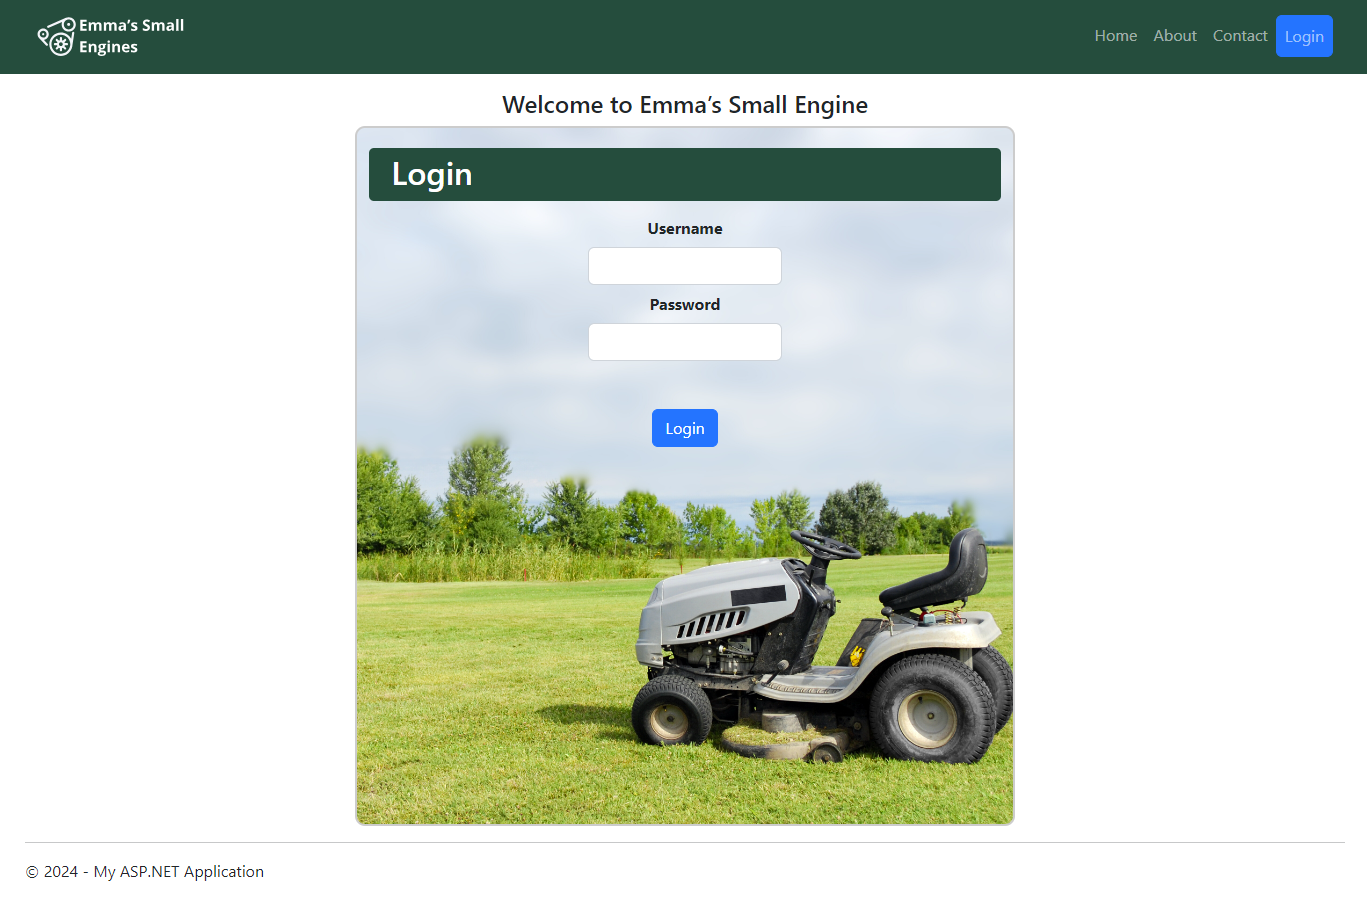 Emma's Small
Engines
Home About Contact Login
Welcome to Emma's Small Engine
Login
Username
Password
Login
© 2024 - My ASP.NET Application